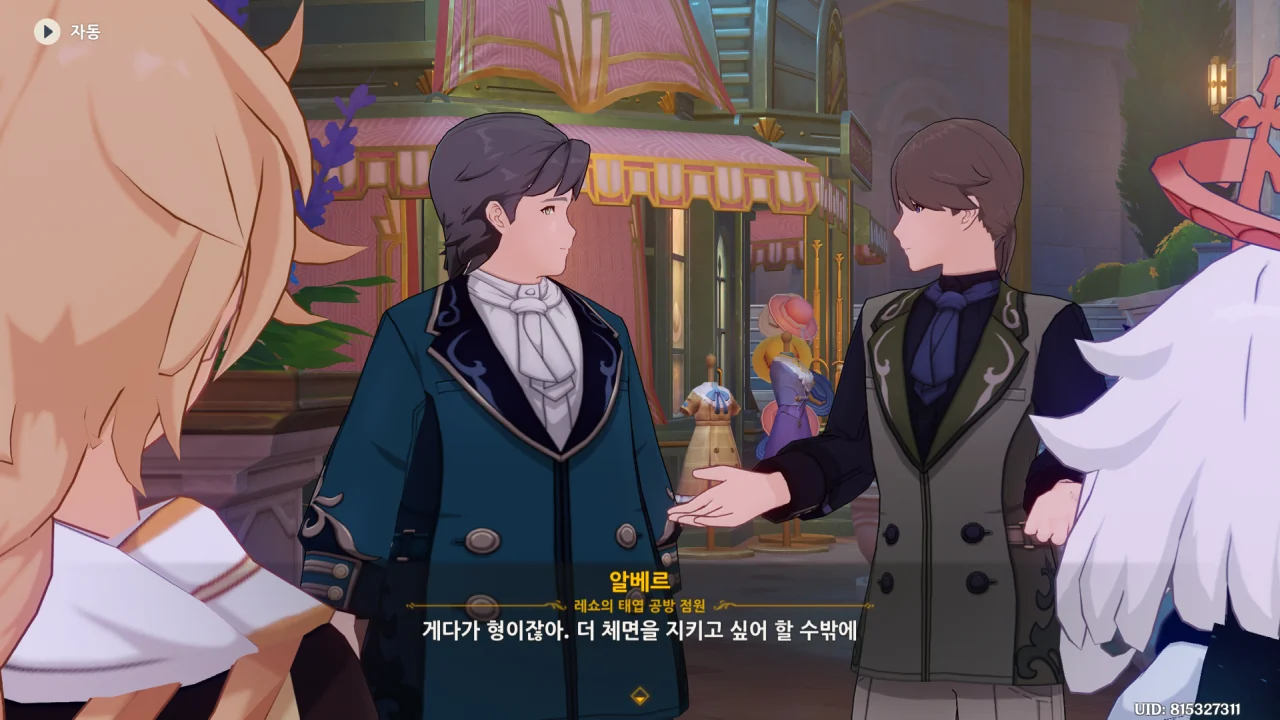 자동
알베르
레쇼의 태엽 공방 점원
게다가 형이잖아. 더 체면을 지키고 싶어 할 수밖에
UID: 815327311